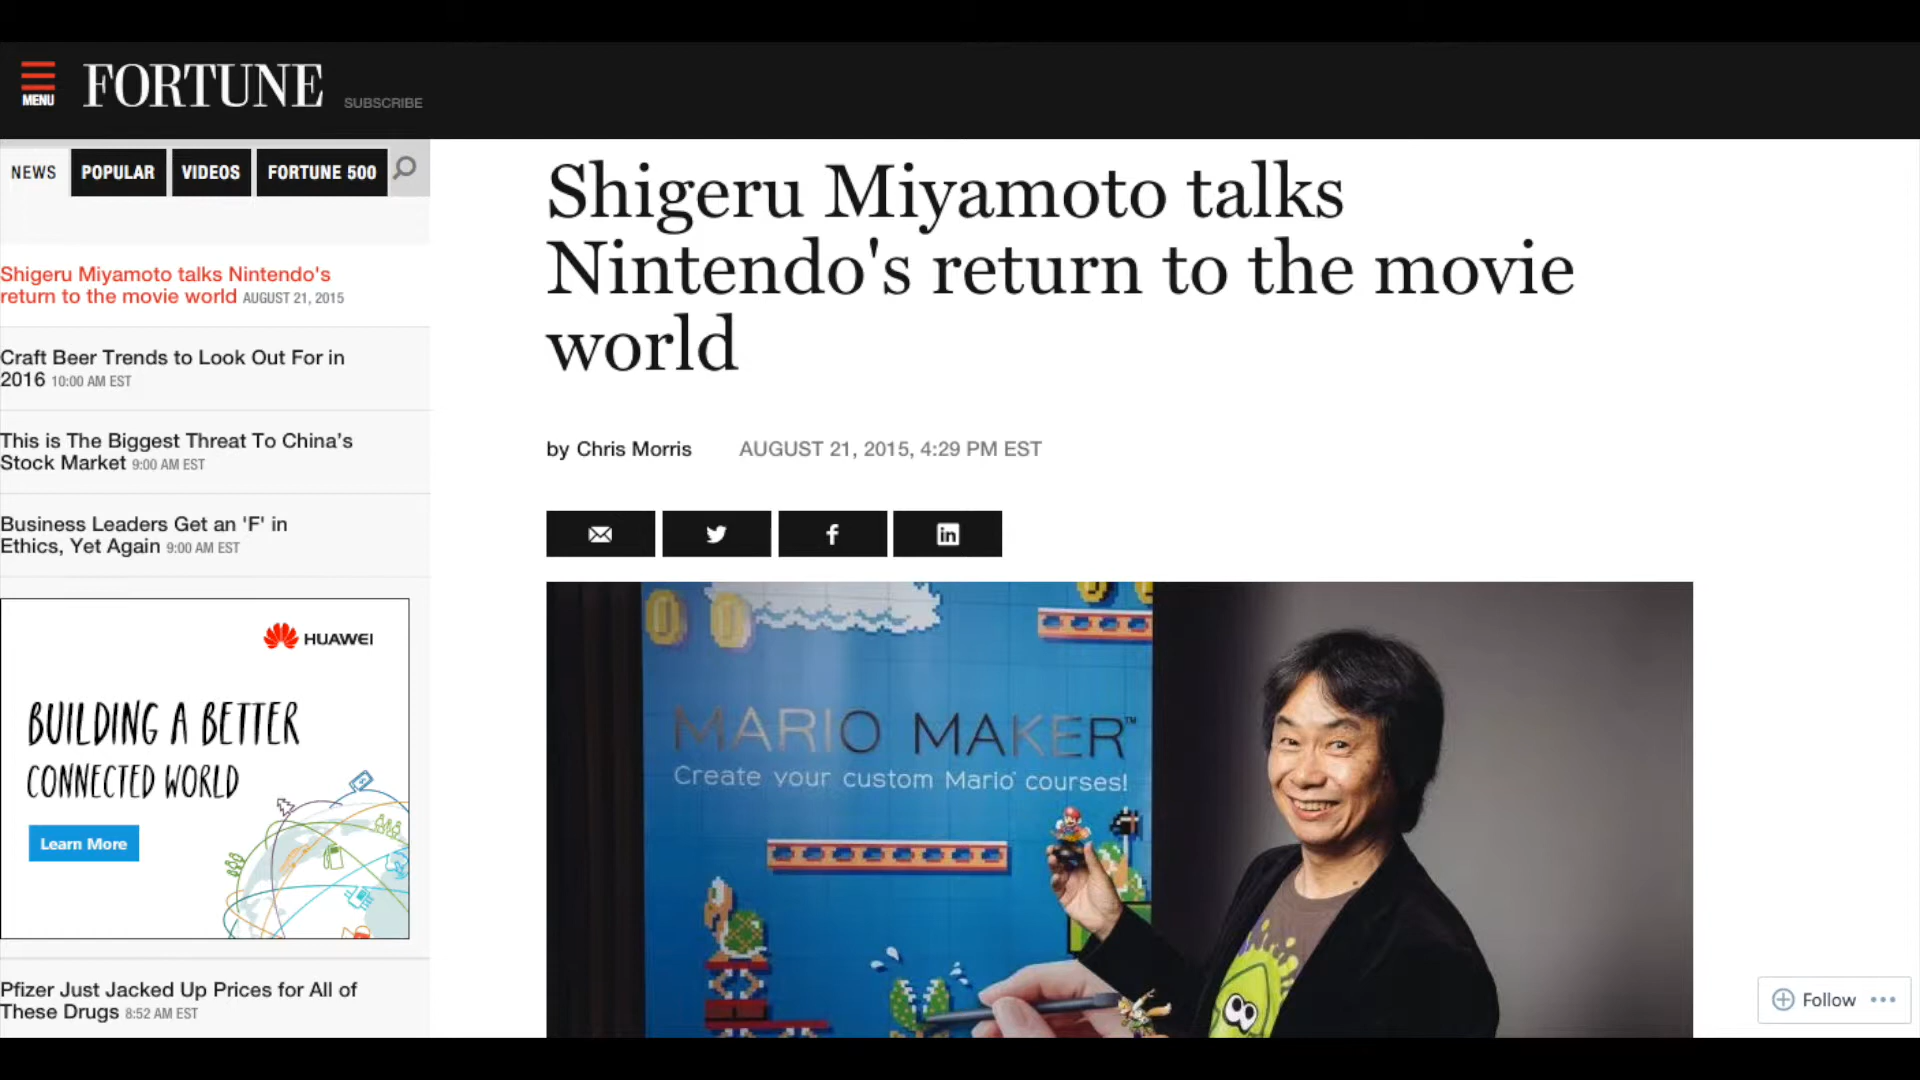 MENU
FORTUNE
SUBSCRIBE
NEWS
POPULAR
VIDEOS
FORTUNE 500
Shigeru Miyamoto talks Nintendo's
return to the movie world AUGUST 21, 2015
Craft Beer Trends to Look Out For in
2016 10:00 AM EST
This is The Biggest Threat To China’s
Stock Market 9:00 AM EST
Business Leaders Get an 'F' in
Ethics, Yet Again 9:00 AM EST
HUAWEI
BUILDING A BETTER
CONNECTED WORLD
Learn More
Pfizer Just Jacked Up Prices for All of
These Drugs 8:52 AM EST
Shigeru Miyamoto talks
Nintendo's return to the movie
world
by Chris Morris
AUGUST 21, 2015, 4:29 PM EST
in
MARIO MAKER™
Create your custom Mario courses!
Follow